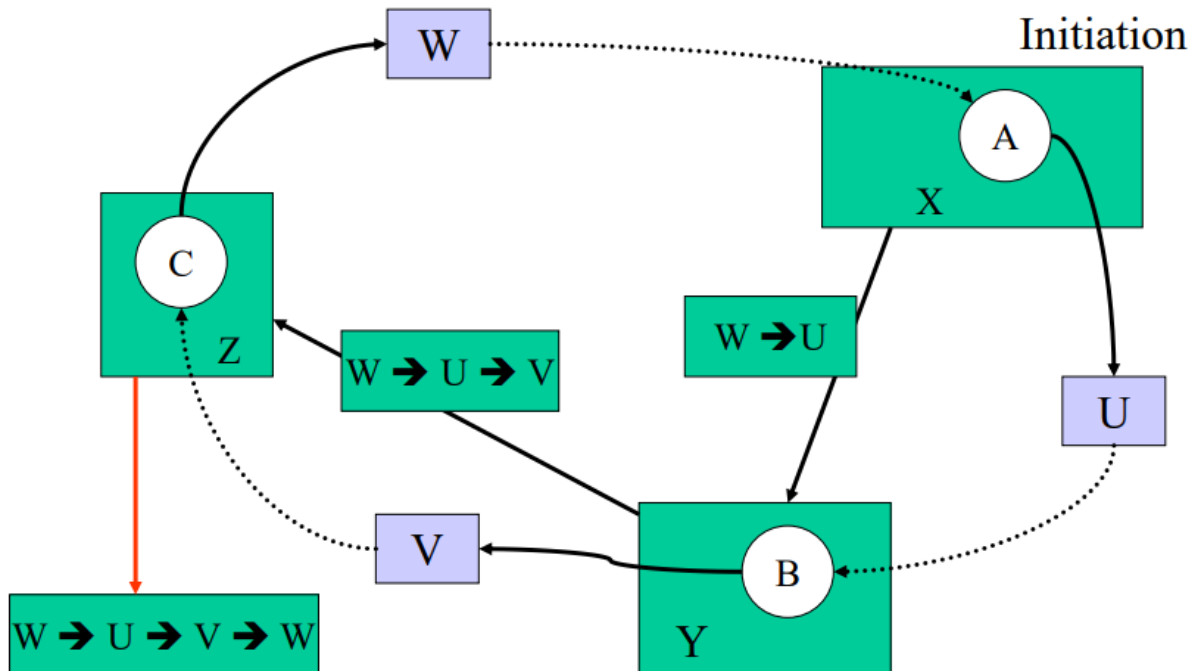 W
Initiation
A
X
C
Z
W ➔ U
W ➔ U ➔ V
U
V
B
Y
W ➔ U ➔ V ➔ W